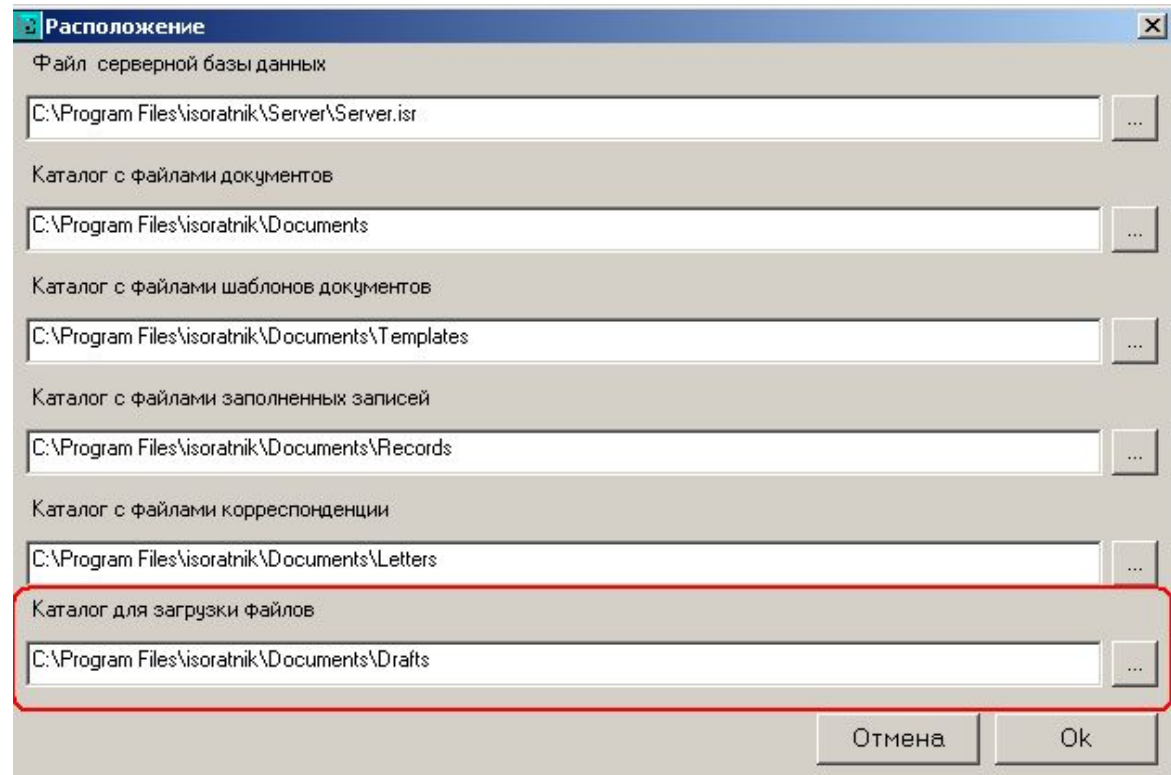 Расположение
Файл серверной базы данных
C:\Program Files\isoratnik\Server\Server.isr
...
Каталог с файлами документов
C:\Program Files\isoratnik\Documents
...
Каталог с файлами шаблонов документов
C:\Program Files\isoratnik\Documents\Templates
...
Каталог с файлами заполненных записей
C:\Program Files\isoratnik\Documents\Records
...
Каталог с файлами корреспонденции
C:\Program Files\isoratnik\Documents\Letters
...
Каталог для загрузки файлов
C:\Program Files\isoratnik\Documents\Drafts
...
Отмена Ok